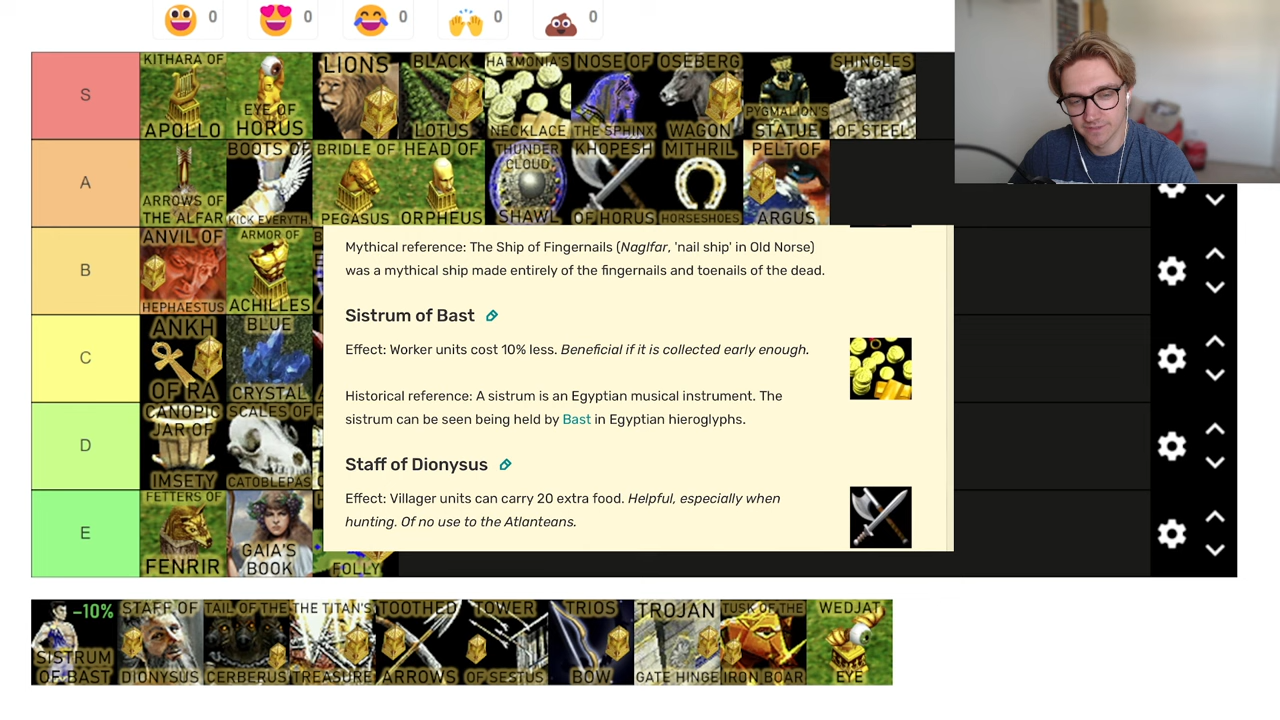 0 0 0 0 0
S
KITHARA OF APOLLO
EYE OF HORUS
LIONS
BLACK LOTUS
HARMONIA'S NECKLACE
NOSE OF THE SPHINX
OSEBERG WAGON
PYGMALION'S STATUE
SHINGLES OF STEEL
A
ARROWS OF THE ALFAR
BOOTS OF KICK EVERYTH
BRIDLE OF PEGASUS
HEAD OF ORPHEUS
THUNDER CLOUD SHAWL
KHOPESH OF HORUS
MITHRIL HORSESHOES
PELT OF ARGUS
B
ANVIL OF HEPHAESTUS
ARMOR OF ACHILLES
C
ANKH OF RA
BLUE CRYSTAL
D
CANOPIC JAR OF IMSETY
SCALES OF CATOBLEPAS
E
FETTERS OF FENRIR
GAIA'S BOOK
FOLLY
Mythical reference: The Ship of Fingernails (Naglfar, 'nail ship' in Old Norse)
was a mythical ship made entirely of the fingernails and toenails of the dead.
Sistrum of Bast
Effect: Worker units cost 10% less. Beneficial if it is collected early enough.
Historical reference: A sistrum is an Egyptian musical instrument. The
sistrum can be seen being held by Bast in Egyptian hieroglyphs.
Staff of Dionysus
Effect: Villager units can carry 20 extra food. Helpful, especially when
hunting. Of no use to the Atlanteans.
-10%
SISTRUM OF BAST
STAFF OF DIONYSUS
TAIL OF THE CERBERUS
THE TITAN'S TREASURE
TOOTHED ARROWS
TOWER OF SESTUS
TRIOS BOW
TROJAN GATE HINGE
TUSK OF THE IRON BOAR
WEDJAT EYE